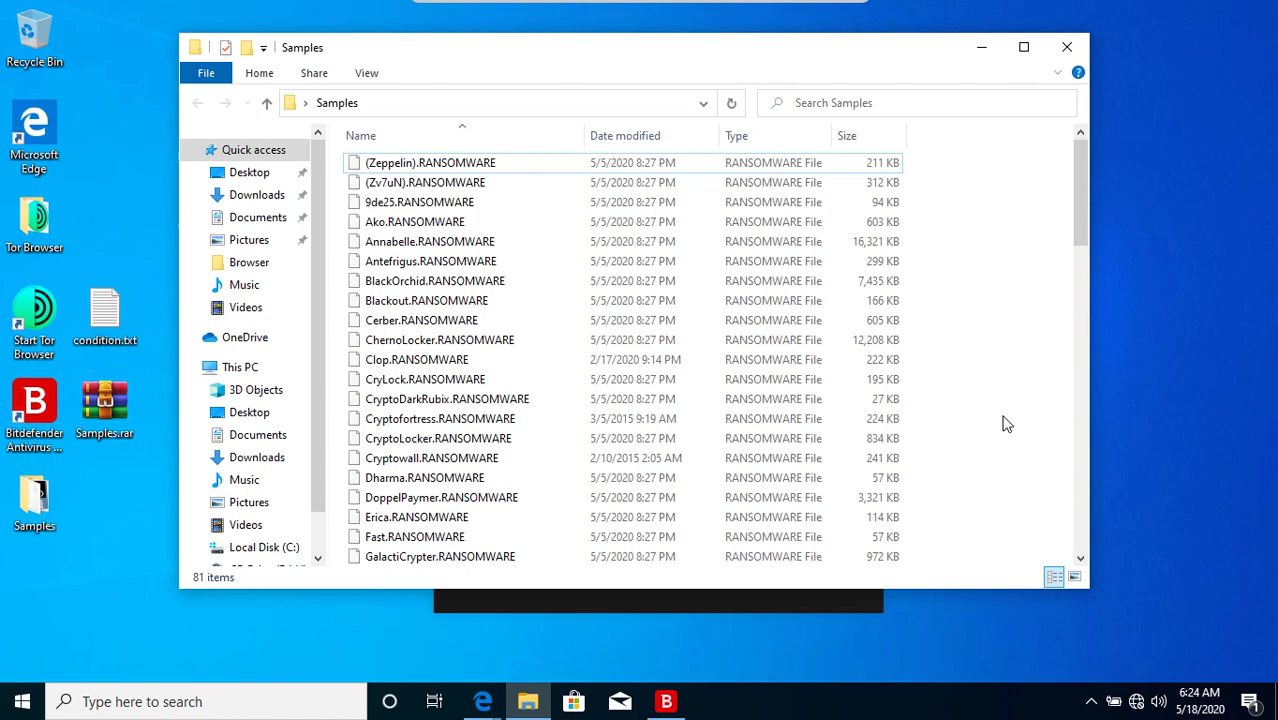 Recycle Bin
Microsoft
Edge
Tor Browser
Start Tor
Browser
condition.txt
Bitdefender
Antivirus ...
Samples.rar
Samples
Samples
File Home Share View
Samples
Search Samples
Name Date modified Type Size
Quick access
Desktop
Downloads
Documents
Pictures
Browser
Music
Videos
OneDrive
This PC
3D Objects
Desktop
Documents
Downloads
Music
Pictures
Videos
Local Disk (C:)
(Zeppelin).RANSOMWARE 5/5/2020 8:27 PM RANSOMWARE File 211 KB
(Zv7uN).RANSOMWARE 5/5/2020 8:27 PM RANSOMWARE File 312 KB
9de25.RANSOMWARE 5/5/2020 8:27 PM RANSOMWARE File 94 KB
Ako.RANSOMWARE 5/5/2020 8:27 PM RANSOMWARE File 603 KB
Annabelle.RANSOMWARE 5/5/2020 8:27 PM RANSOMWARE File 16,321 KB
Antefrigus.RANSOMWARE 5/5/2020 8:27 PM RANSOMWARE File 299 KB
BlackOrchid.RANSOMWARE 5/5/2020 8:27 PM RANSOMWARE File 7,435 KB
Blackout.RANSOMWARE 5/5/2020 8:27 PM RANSOMWARE File 166 KB
Cerber.RANSOMWARE 5/5/2020 8:27 PM RANSOMWARE File 605 KB
ChernoLocker.RANSOMWARE 5/5/2020 8:27 PM RANSOMWARE File 12,208 KB
Clop.RANSOMWARE 2/17/2020 9:14 PM RANSOMWARE File 222 KB
CryLock.RANSOMWARE 5/5/2020 8:27 PM RANSOMWARE File 195 KB
CryptoDarkRubix.RANSOMWARE 5/5/2020 8:27 PM RANSOMWARE File 27 KB
Cryptofortress.RANSOMWARE 3/5/2015 9:19 AM RANSOMWARE File 224 KB
CryptoLocker.RANSOMWARE 5/5/2020 8:27 PM RANSOMWARE File 834 KB
Cryptowall.RANSOMWARE 2/10/2015 2:05 AM RANSOMWARE File 241 KB
Dharma.RANSOMWARE 5/5/2020 8:27 PM RANSOMWARE File 57 KB
DoppelPaymer.RANSOMWARE 5/5/2020 8:27 PM RANSOMWARE File 3,321 KB
Erica.RANSOMWARE 5/5/2020 8:27 PM RANSOMWARE File 114 KB
Fast.RANSOMWARE 5/5/2020 8:27 PM RANSOMWARE File 57 KB
GalactiCrypter.RANSOMWARE 5/5/2020 8:27 PM RANSOMWARE File 972 KB
81 items
Type here to search
6:24 AM
5/18/2020